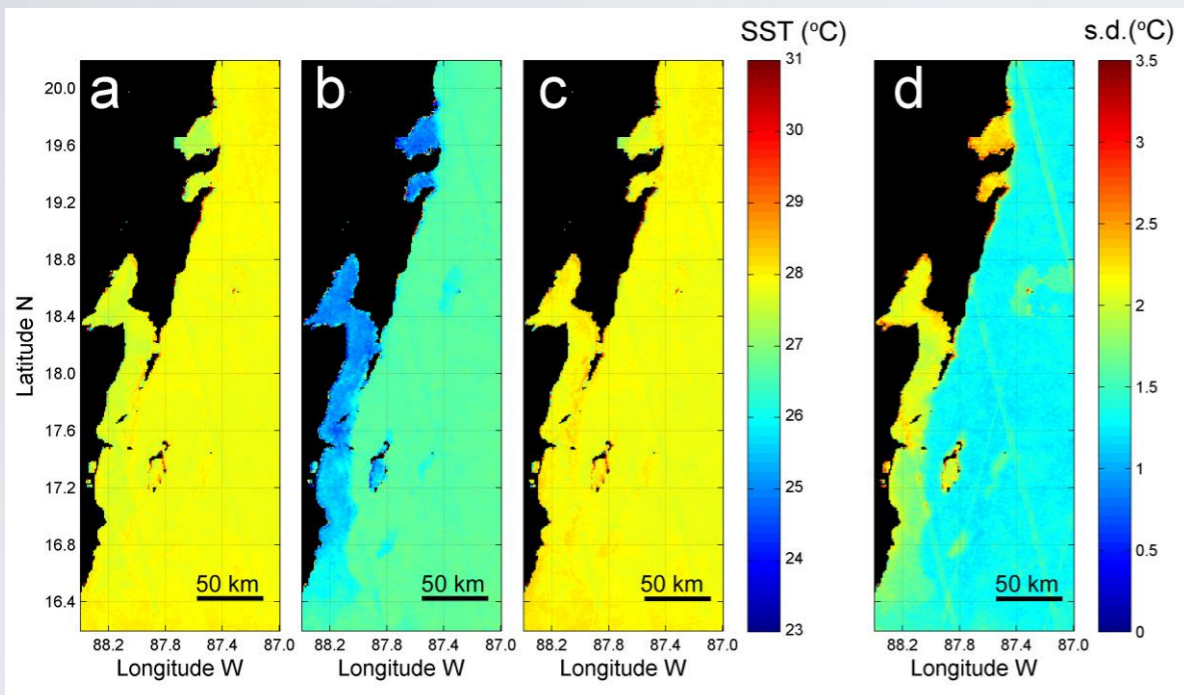 SST (°C)
s.d.(°C)
a
b
c
d
20.0
19.6
19.2
18.8
18.4
18.0
17.6
17.2
16.8
16.4
Latitude N
50 km
50 km
50 km
50 km
31
30
29
28
27
26
25
24
23
3.5
3
2.5
2
1.5
1
0.5
0
88.2 87.8 87.4 87.0
88.2 87.8 87.4 87.0
88.2 87.8 87.4 87.0
88.2 87.8 87.4 87.0
Longitude W
Longitude W
Longitude W
Longitude W